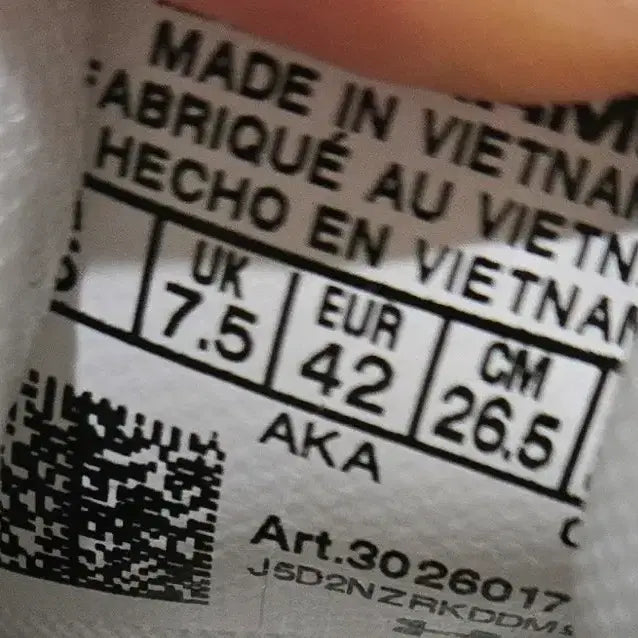 MADE IN VIETNAM
FABRIQUÉ AU VIETN
HECHO EN VIETNAM
UK EUR CM
7.5 42 26.5
AKA
Art.3026017
J5D2NZRKDDM